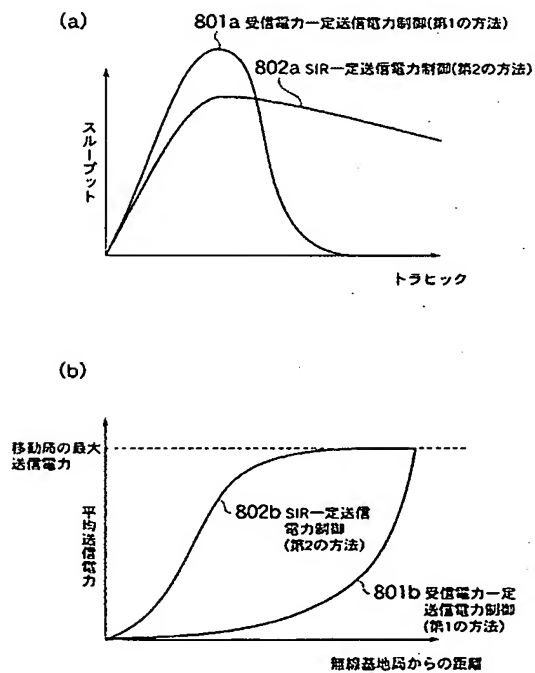 (a)
801a 受信電力一定送信電力制御(第1の方法)
802a SIR一定送信電力制御(第2の方法)
スループット
トラヒック
(b)
移動局の最大
送信電力
平均送信電力
802b SIR一定送信
電力制御
(第2の方法)
801b 受信電力一定
送信電力制御
(第1の方法)
無線基地局からの距離